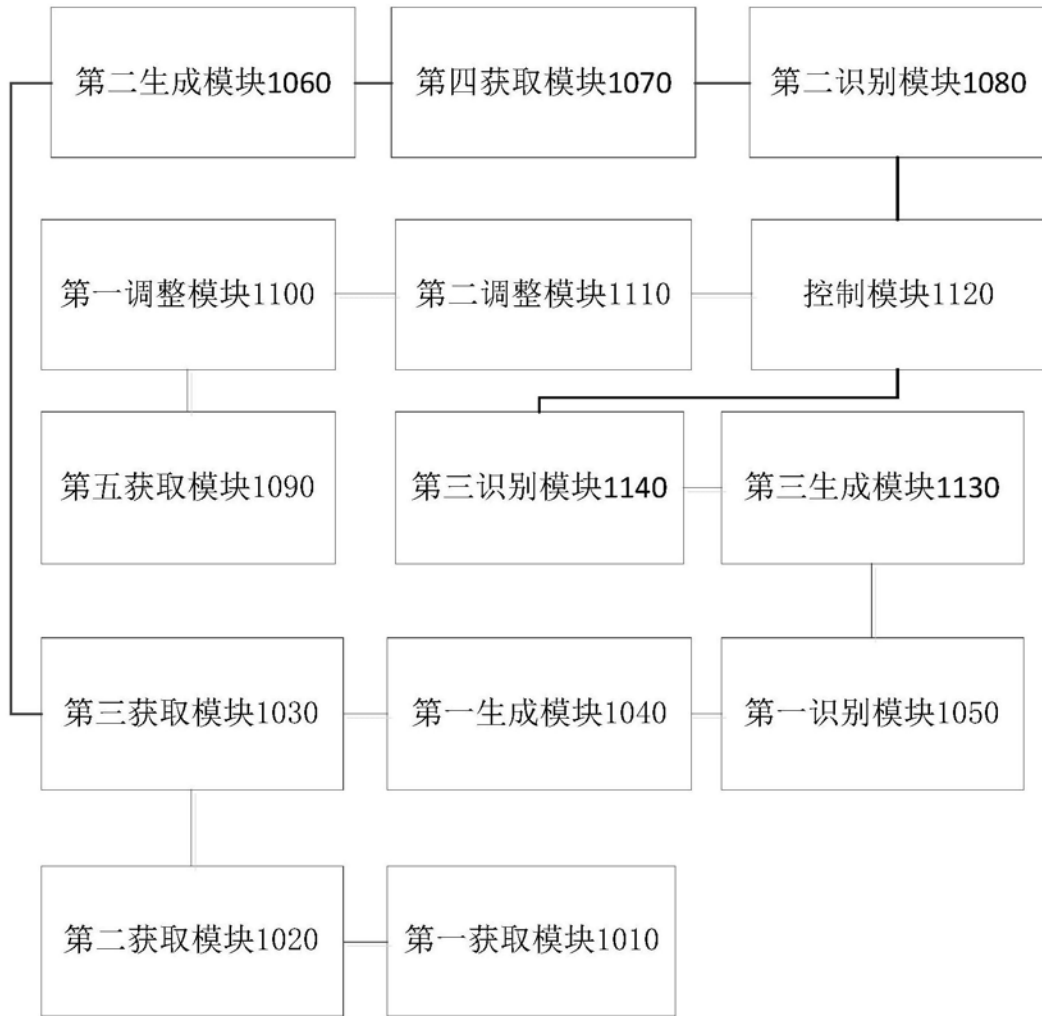 第二生成模块1060
第四获取模块1070
第二识别模块1080
第一调整模块1100
第二调整模块1110
控制模块1120
第五获取模块1090
第三识别模块1140
第三生成模块1130
第三获取模块1030
第一生成模块1040
第一识别模块1050
第二获取模块1020
第一获取模块1010